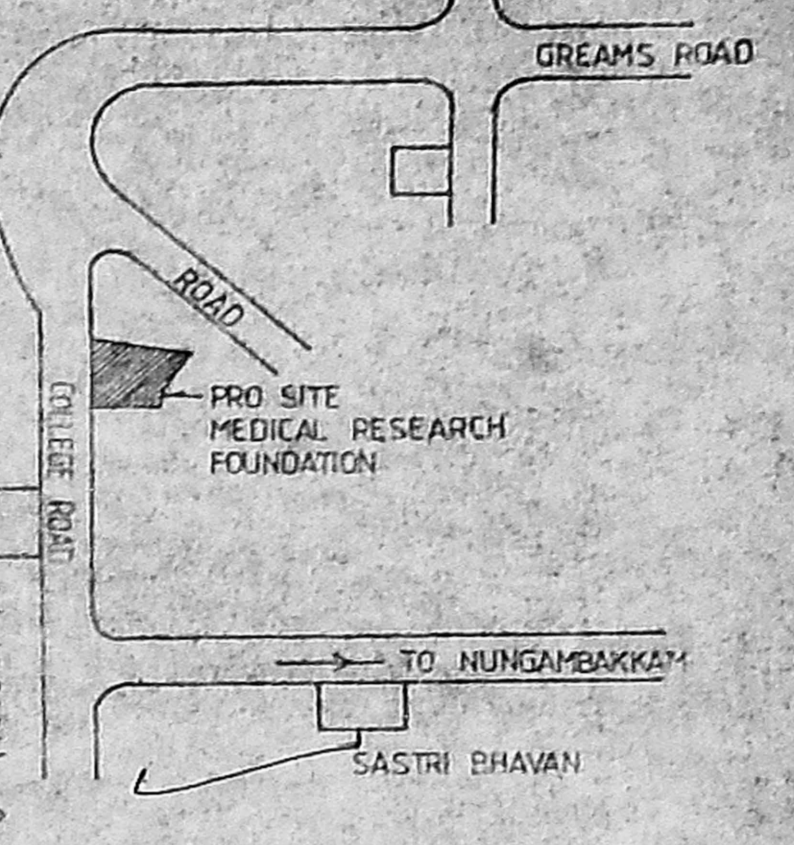 GREAMS ROAD
ROAD
PRO SITE
MEDICAL RESEARCH
FOUNDATION
COLLEGE ROAD
TO NUNGAMBAKKAM
SASTRI BHAVAN